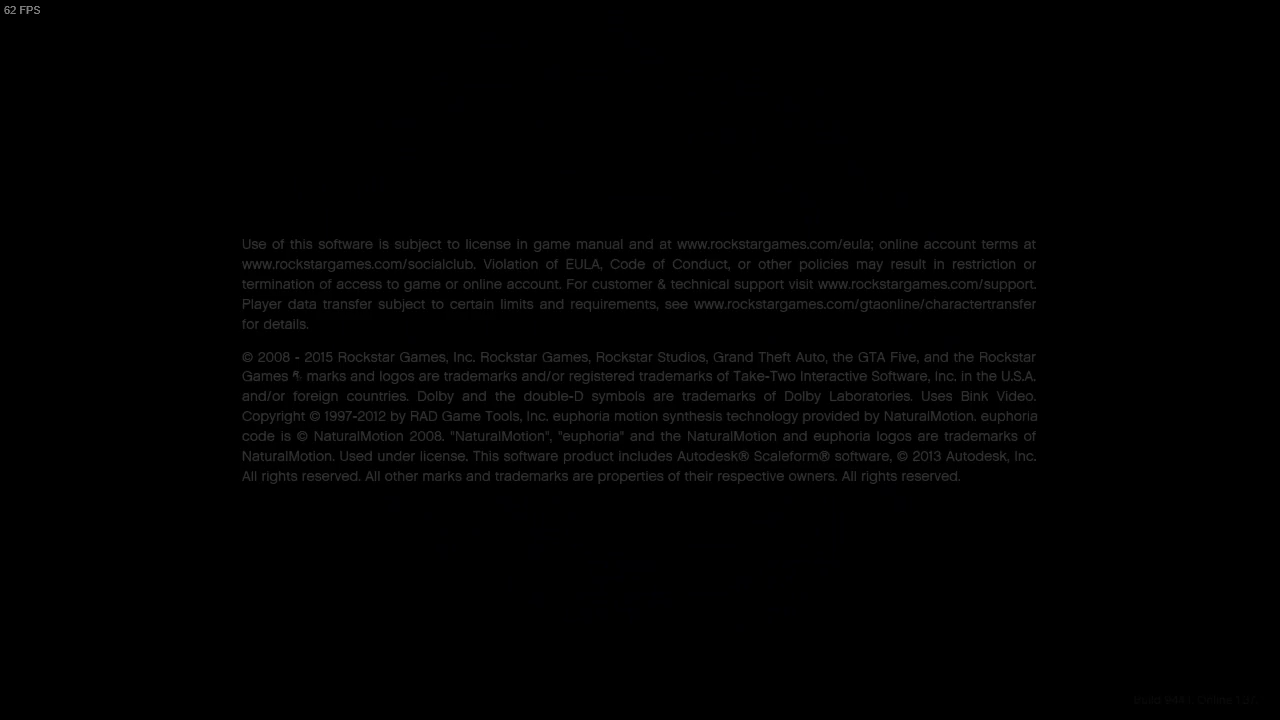 62 FPS
Use of this software is subject to license in game manual and at www.rockstargames.com/eula; online account terms at
www.rockstargames.com/socialclub. Violation of EULA, Code of Conduct, or other policies may result in restriction or
termination of access to game or online account. For customer & technical support visit www.rockstargames.com/support.
Player data transfer subject to certain limits and requirements, see www.rockstargames.com/gtaonline/charactertransfer
for details.
© 2008 - 2015 Rockstar Games, Inc. Rockstar Games, Rockstar Studios, Grand Theft Auto, the GTA Five, and the Rockstar
Games R marks and logos are trademarks and/or registered trademarks of Take-Two Interactive Software, Inc. in the U.S.A.
and/or foreign countries. Dolby and the double-D symbols are trademarks of Dolby Laboratories. Uses Bink Video.
Copyright © 1997-2012 by RAD Game Tools, Inc. euphoria motion synthesis technology provided by NaturalMotion. euphoria
code is © NaturalMotion 2008. "NaturalMotion", "euphoria" and the NaturalMotion and euphoria logos are trademarks of
NaturalMotion. Used under license. This software product includes Autodesk® Scaleform® software, © 2013 Autodesk, Inc.
All rights reserved. All other marks and trademarks are properties of their respective owners. All rights reserved.